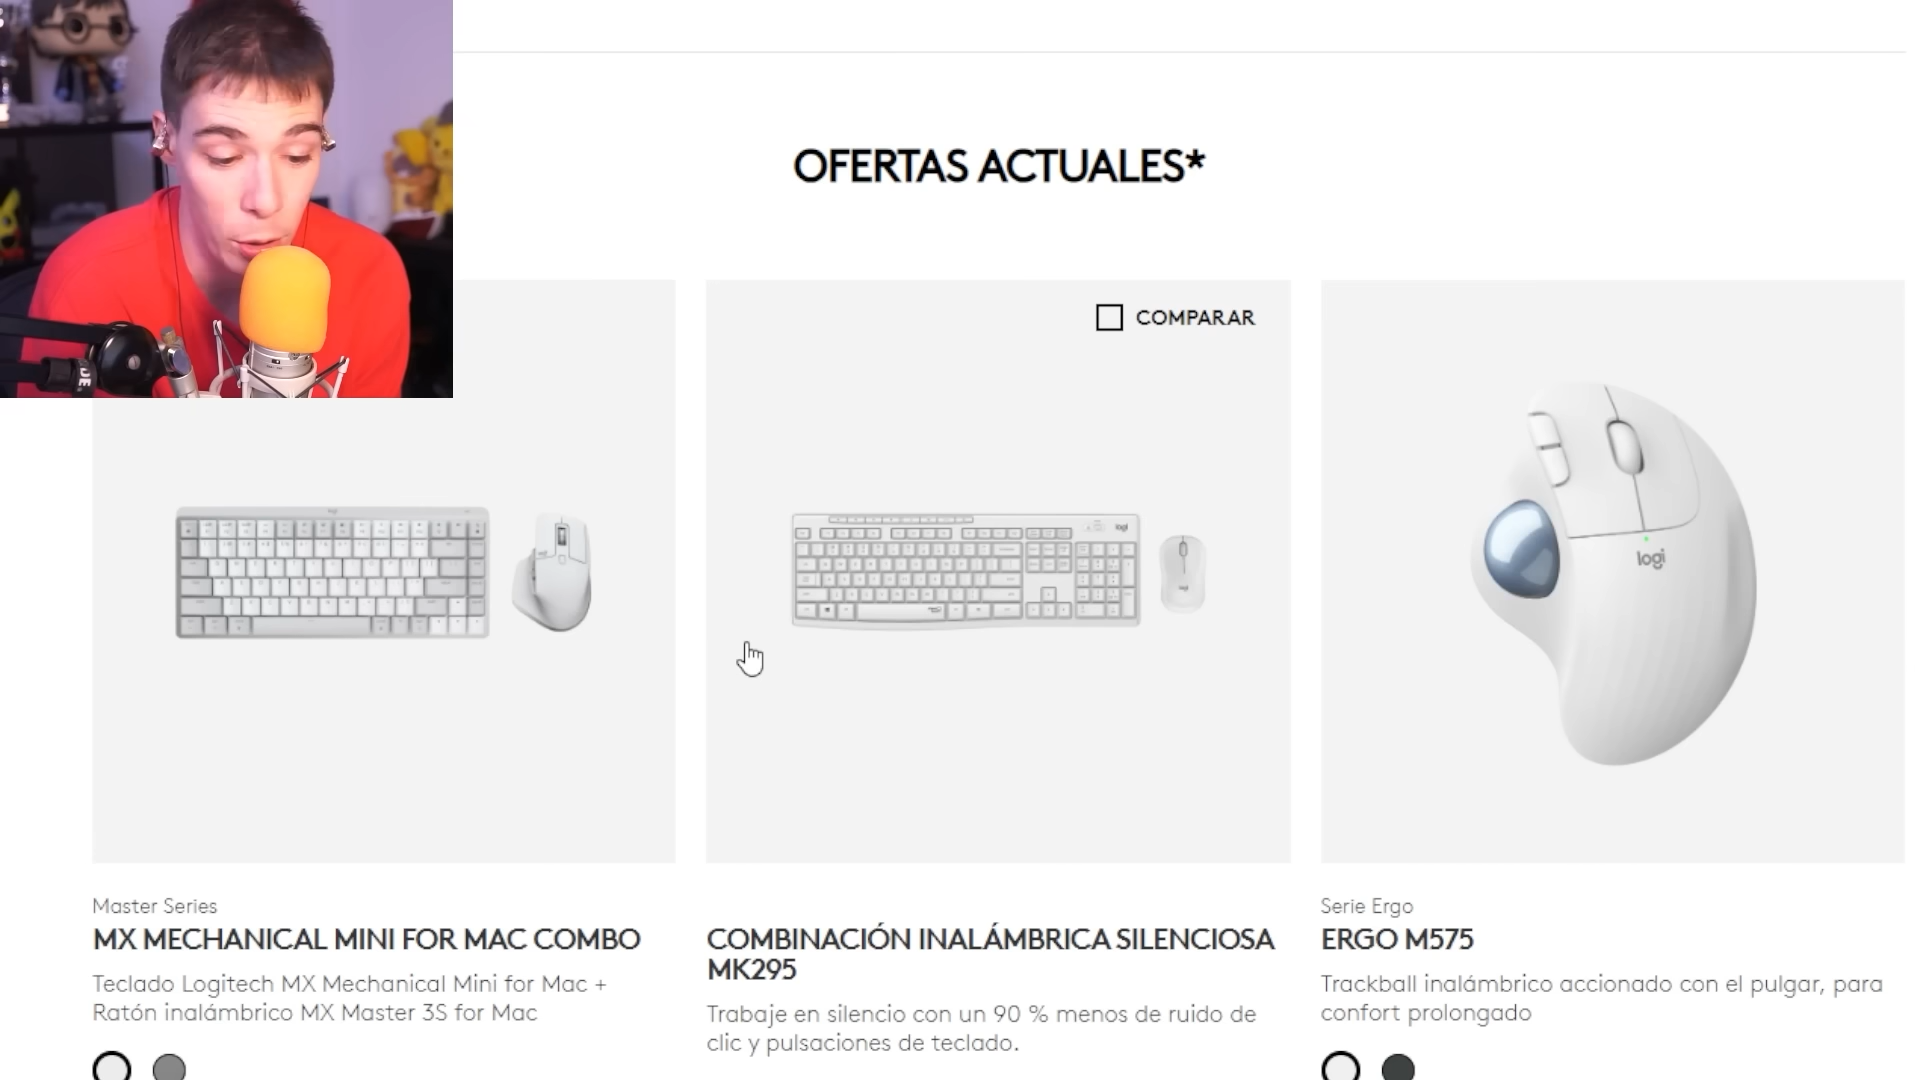 OFERTAS ACTUALES*
COMPARAR
logi
logi
logi
Master Series
MX MECHANICAL MINI FOR MAC COMBO
Teclado Logitech MX Mechanical Mini for Mac +
Ratón inalámbrico MX Master 3S for Mac
COMBINACIÓN INALÁMBRICA SILENCIOSA
MK295
Trabaje en silencio con un 90 % menos de ruido de
clic y pulsaciones de teclado.
Serie Ergo
ERGO M575
Trackball inalámbrico accionado con el pulgar, para
confort prolongado